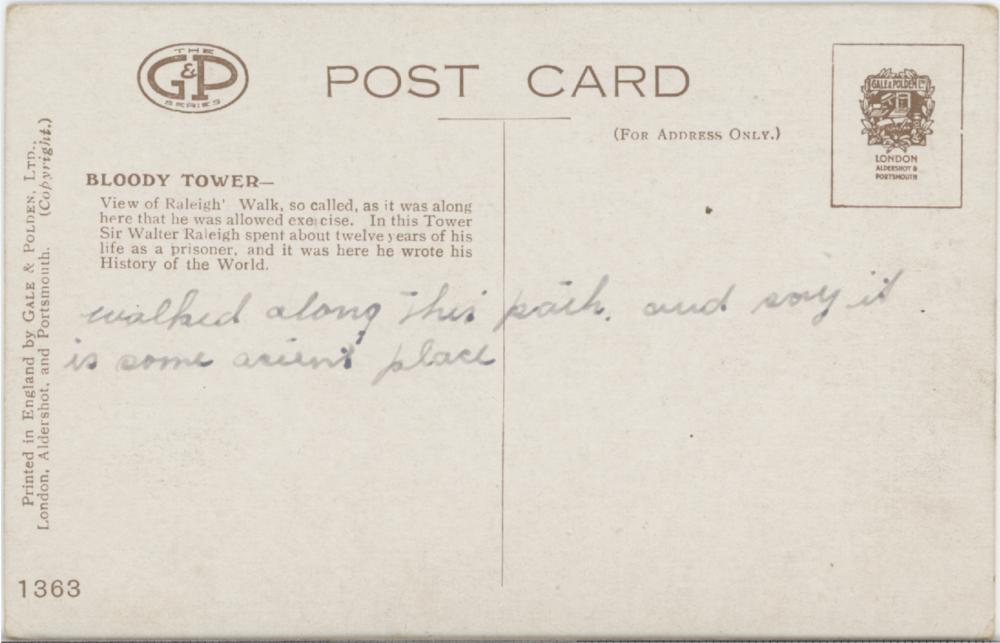 THE
G&P
SERIES
POST CARD
(FOR ADDRESS ONLY.)
GALE & POLDEN LTD
LONDON
ALDERSHOT &
PORTSMOUTH
BLOODY TOWER—
View of Raleigh' Walk, so called, as it was along
here that he was allowed exercise. In this Tower
Sir Walter Raleigh spent about twelve years of his
life as a prisoner, and it was here he wrote his
History of the World.
walked along this path. and say it
is some acient place
Printed in England by GALE & POLDEN, LTD.,
London, Aldershot, and Portsmouth. (Copyright.)
1363